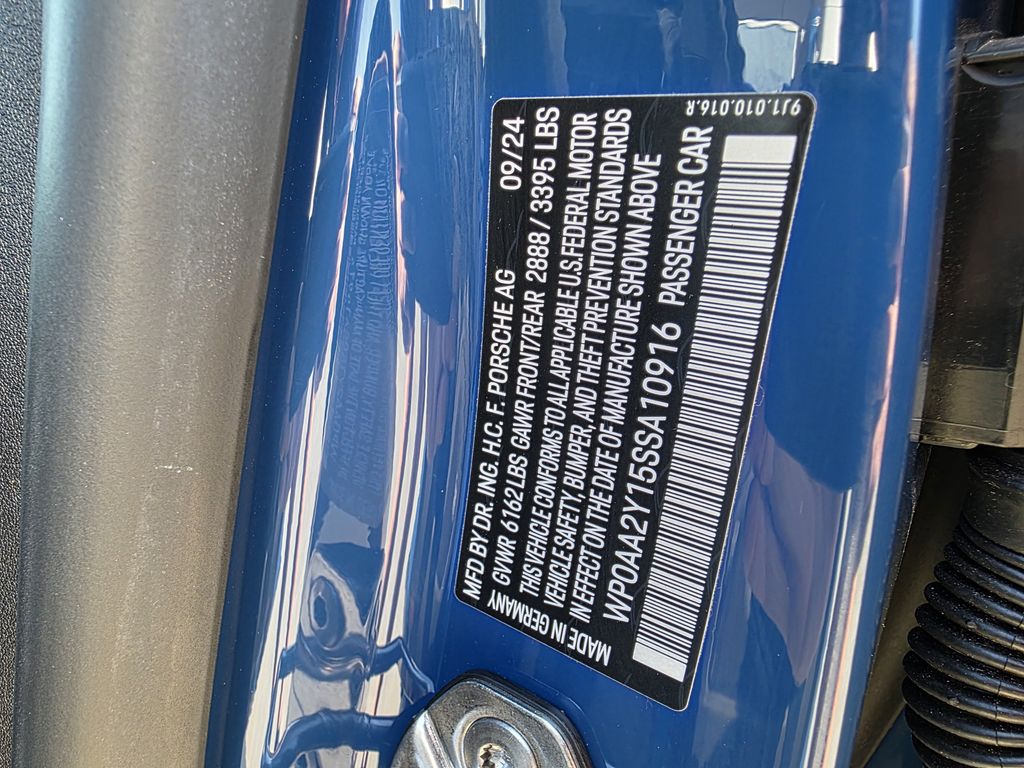 MFD BY DR. ING. H.C. F. PORSCHE AG 09/24
GVWR 6162 LBS GAWR FRONT/REAR 2888 / 3395 LBS
THIS VEHICLE CONFORMS TO ALL APPLICABLE U.S. FEDERAL MOTOR
VEHICLE SAFETY, BUMPER, AND THEFT PREVENTION STANDARDS
IN EFFECT ON THE DATE OF MANUFACTURE SHOWN ABOVE
WP0AA2Y15SSA10916 PASSENGER CAR
MADE IN GERMANY
9J1.010.016.R